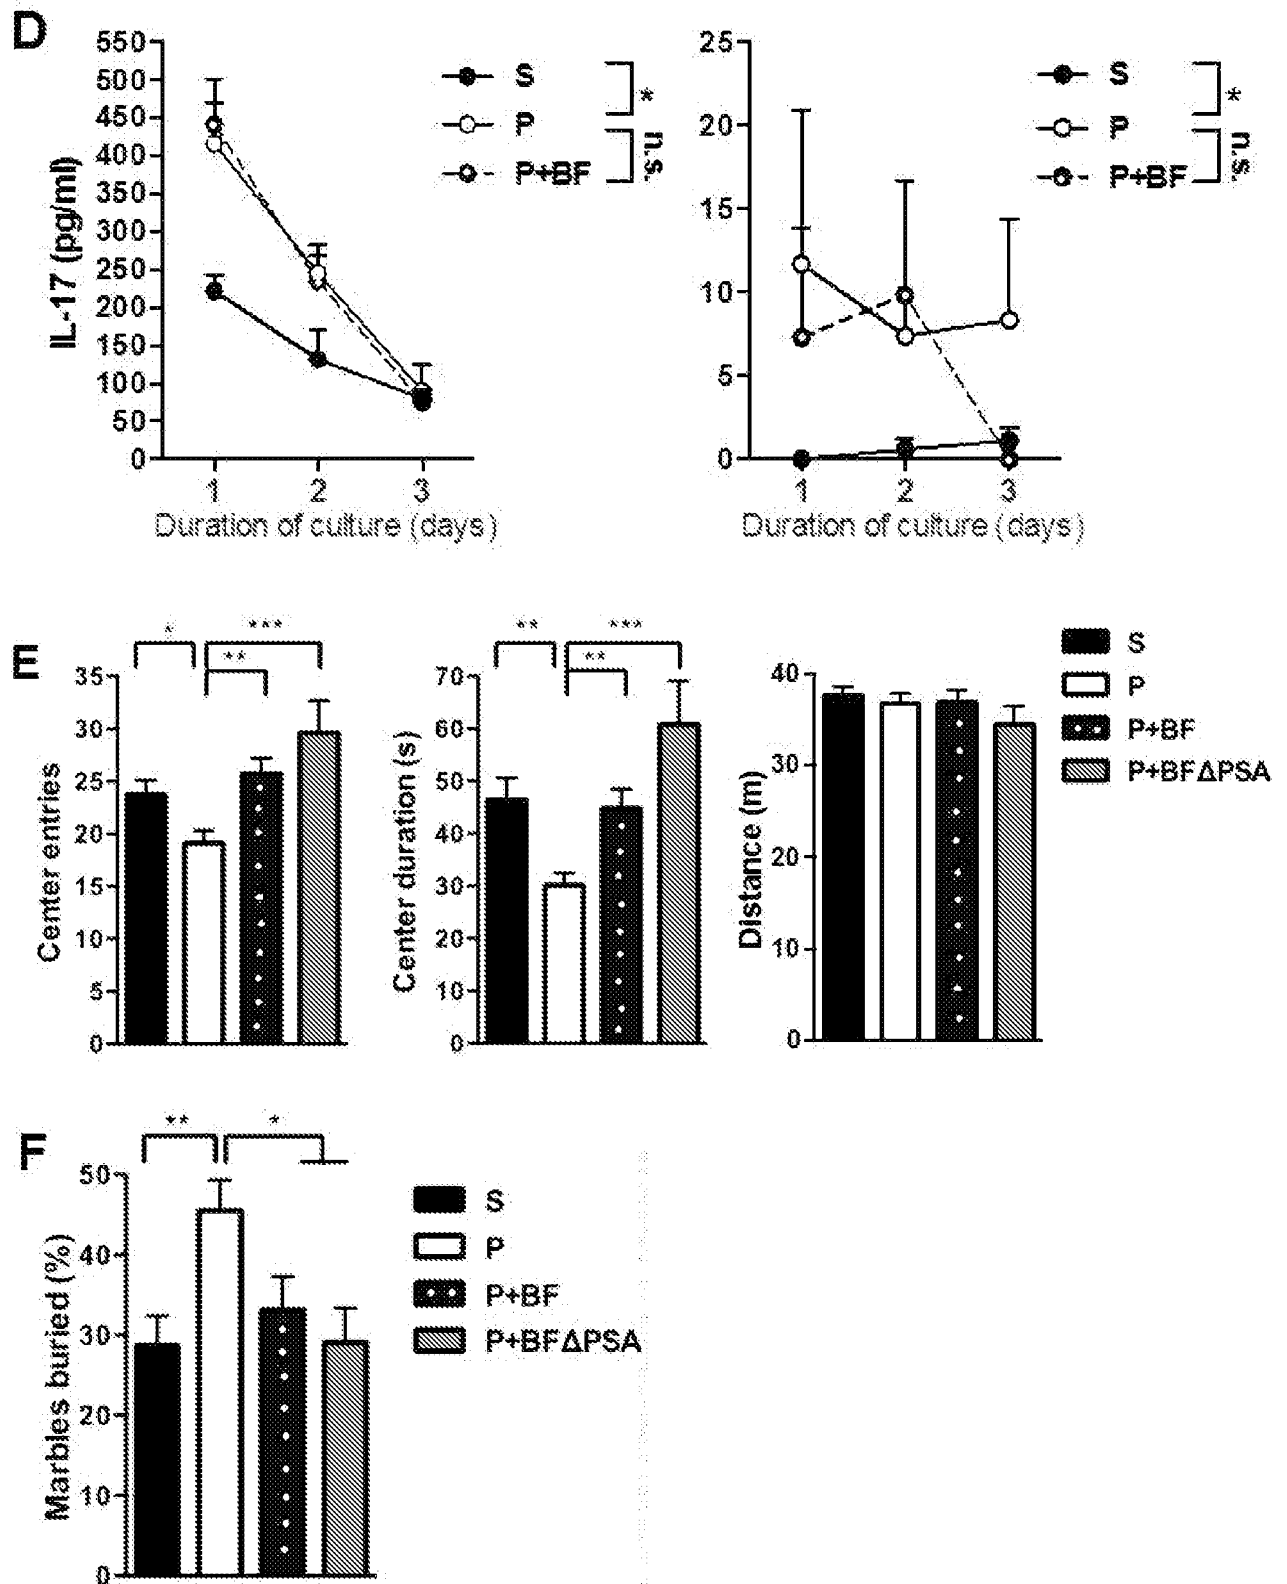 D
IL-17 (pg/ml)
550
500
450
400
350
300
250
200
150
100
50
0
1 2 3
Duration of culture (days)
S
P
P+BF
*
n.s.
25
20
15
10
5
0
1 2 3
Duration of culture (days)
S
P
P+BF
*
n.s.
E
Center entries
35
30
25
20
15
10
5
0
* *** **
Center duration (s)
70
60
50
40
30
20
10
0
** *** **
Distance (m)
40
30
20
10
0
S
P
P+BF
P+BFΔPSA
F
Marbles buried (%)
50
40
30
20
10
0
** *
S
P
P+BF
P+BFΔPSA